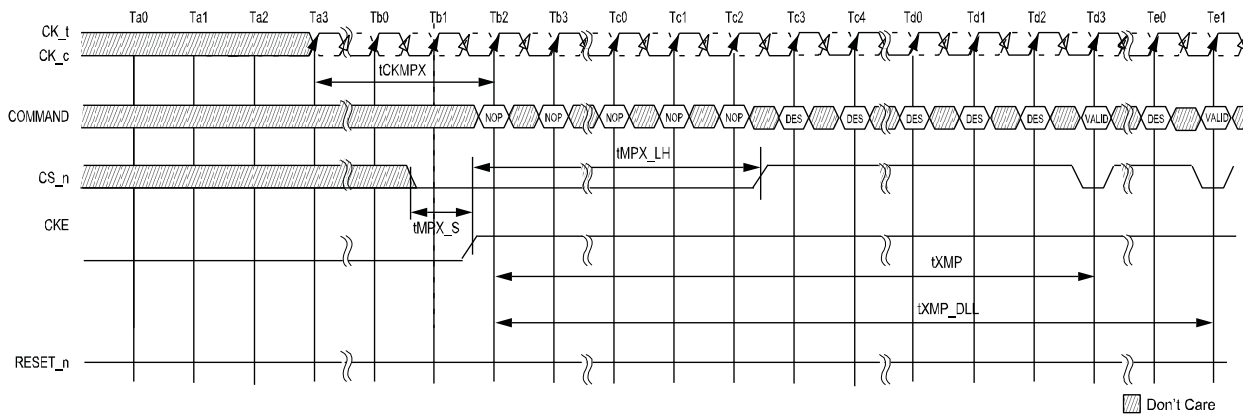 Ta0 Ta1 Ta2 Ta3 Tb0 Tb1 Tb2 Tb3 Tc0 Tc1 Tc2 Tc3 Tc4 Td0 Td1 Td2 Td3 Te0 Te1
CK_t
CK_c
tCKMPX
COMMAND NOP NOP NOP NOP NOP DES DES DES DES DES VALID DES VALID
tMPX_LH
CS_n
tMPX_S
CKE
tXMP
tXMP_DLL
RESET_n
Don't Care